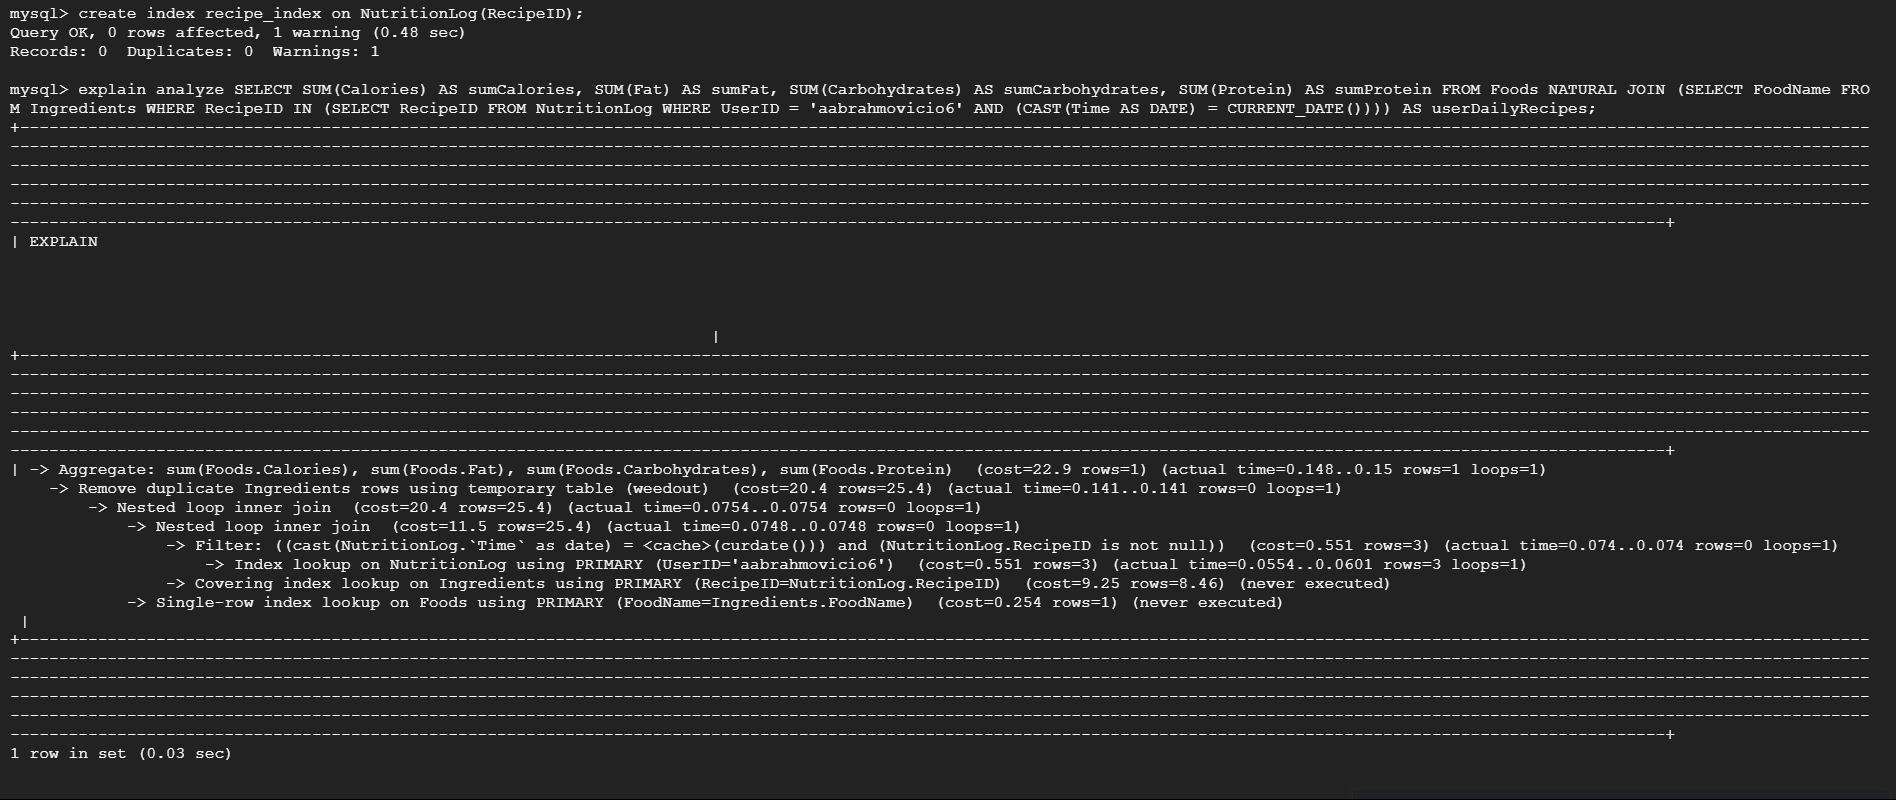 mysql> create index recipe_index on NutritionLog(RecipeID);
Query OK, 0 rows affected, 1 warning (0.48 sec)
Records: 0  Duplicates: 0  Warnings: 1
mysql> explain analyze SELECT SUM(Calories) AS sumCalories, SUM(Fat) AS sumFat, SUM(Carbohydrates) AS sumCarbohydrates, SUM(Protein) AS sumProtein FROM Foods NATURAL JOIN (SELECT FoodName FRO
M Ingredients WHERE RecipeID IN (SELECT RecipeID FROM NutritionLog WHERE UserID = 'aabrahmovicio6' AND (CAST(Time AS DATE) = CURRENT_DATE()))) AS userDailyRecipes;
| EXPLAIN
|
| -> Aggregate: sum(Foods.Calories), sum(Foods.Fat), sum(Foods.Carbohydrates), sum(Foods.Protein)  (cost=22.9 rows=1) (actual time=0.148..0.15 rows=1 loops=1)
    -> Remove duplicate Ingredients rows using temporary table (weedout)  (cost=20.4 rows=25.4) (actual time=0.141..0.141 rows=0 loops=1)
        -> Nested loop inner join  (cost=20.4 rows=25.4) (actual time=0.0754..0.0754 rows=0 loops=1)
            -> Nested loop inner join  (cost=11.5 rows=25.4) (actual time=0.0748..0.0748 rows=0 loops=1)
                -> Filter: ((cast(NutritionLog.`Time` as date) = <cache>(curdate())) and (NutritionLog.RecipeID is not null))  (cost=0.551 rows=3) (actual time=0.074..0.074 rows=0 loops=1)
                    -> Index lookup on NutritionLog using PRIMARY (UserID='aabrahmovicio6')  (cost=0.551 rows=3) (actual time=0.0554..0.0601 rows=3 loops=1)
                -> Covering index lookup on Ingredients using PRIMARY (RecipeID=NutritionLog.RecipeID)  (cost=9.25 rows=8.46) (never executed)
            -> Single-row index lookup on Foods using PRIMARY (FoodName=Ingredients.FoodName)  (cost=0.254 rows=1) (never executed)
 |
1 row in set (0.03 sec)